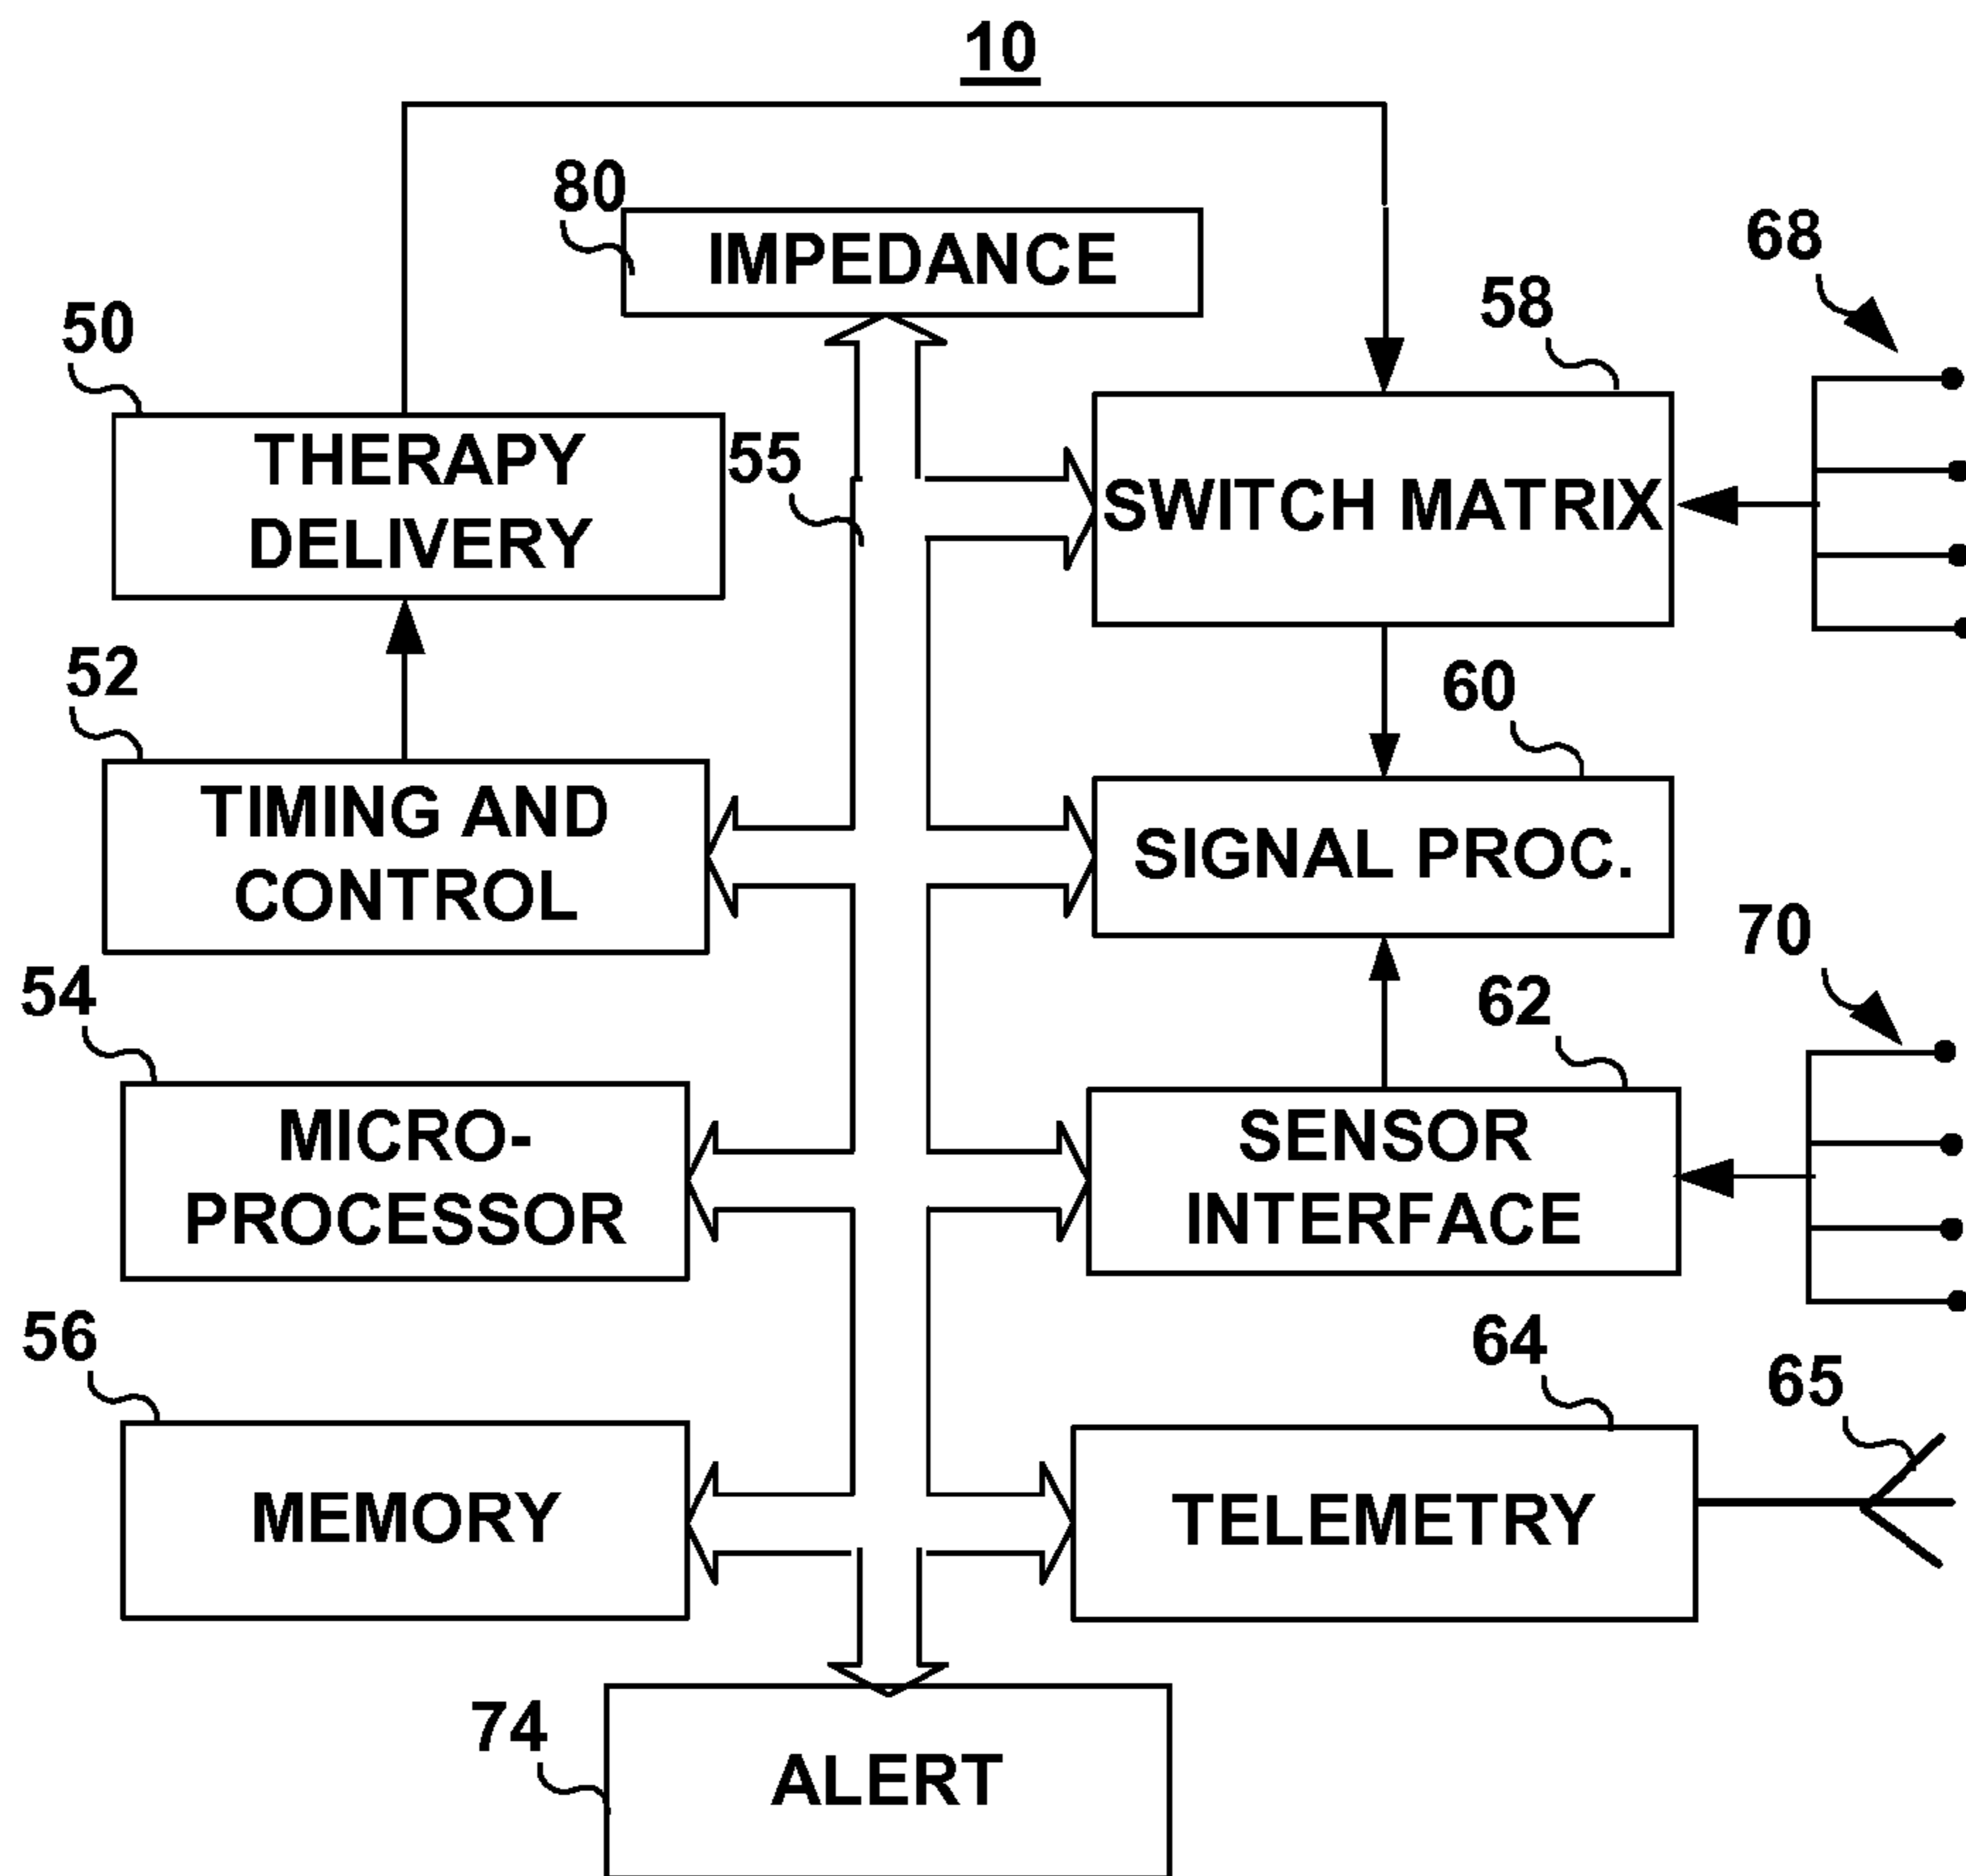 10
80
IMPEDANCE
68
58
50
THERAPY
DELIVERY
55
SWITCH MATRIX
52
60
TIMING AND
CONTROL
SIGNAL PROC.
70
54
62
MICRO-
PROCESSOR
SENSOR
INTERFACE
56
64
65
MEMORY
TELEMETRY
74
ALERT